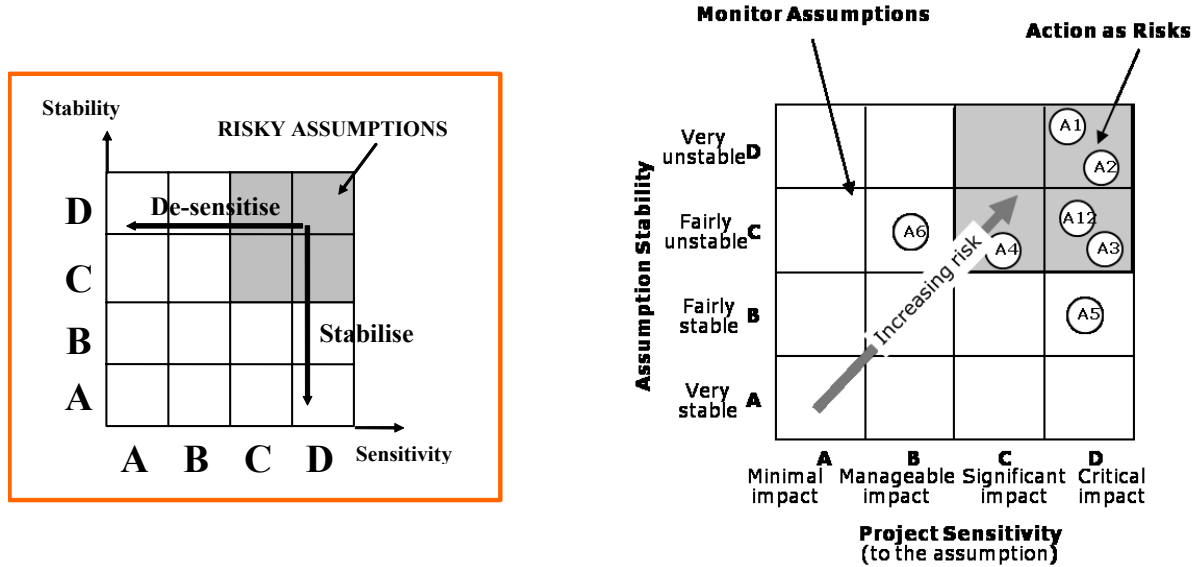 Stability
RISKY ASSUMPTIONS
D
De-sensitise
C
B
Stabilise
A
A B C D
Sensitivity
Monitor Assumptions
Action as Risks
Assumption Stability
Very
unstable D
Fairly
unstable C
Fairly
stable B
Very
stable A
A1
A2
A12
A6
A4
A3
A5
Increasing risk
A B C D
Minimal Manageable Significant Critical
impact impact impact impact
Project Sensitivity
(to the assumption)